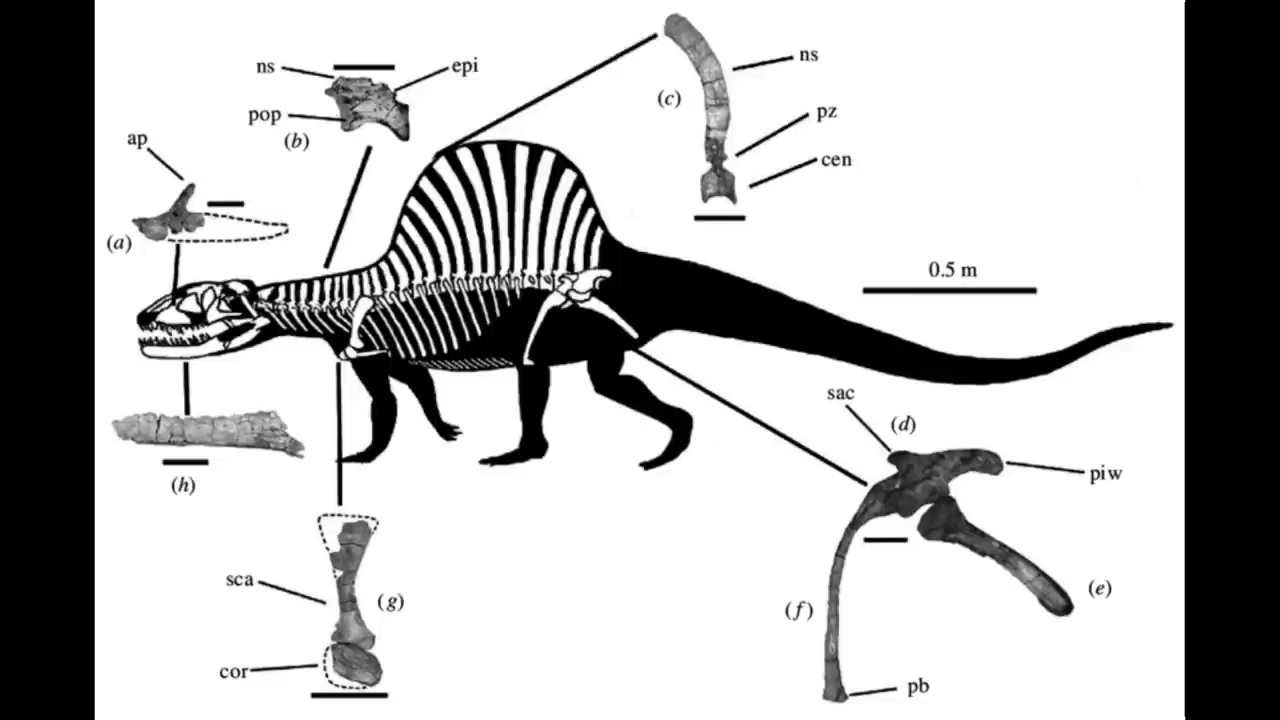 ns
epi
pop
(b)
ap
(a)
(c)
ns
pz
cen
0.5 m
(h)
sac
(d)
piw
(e)
(f)
pb
sca
(g)
cor